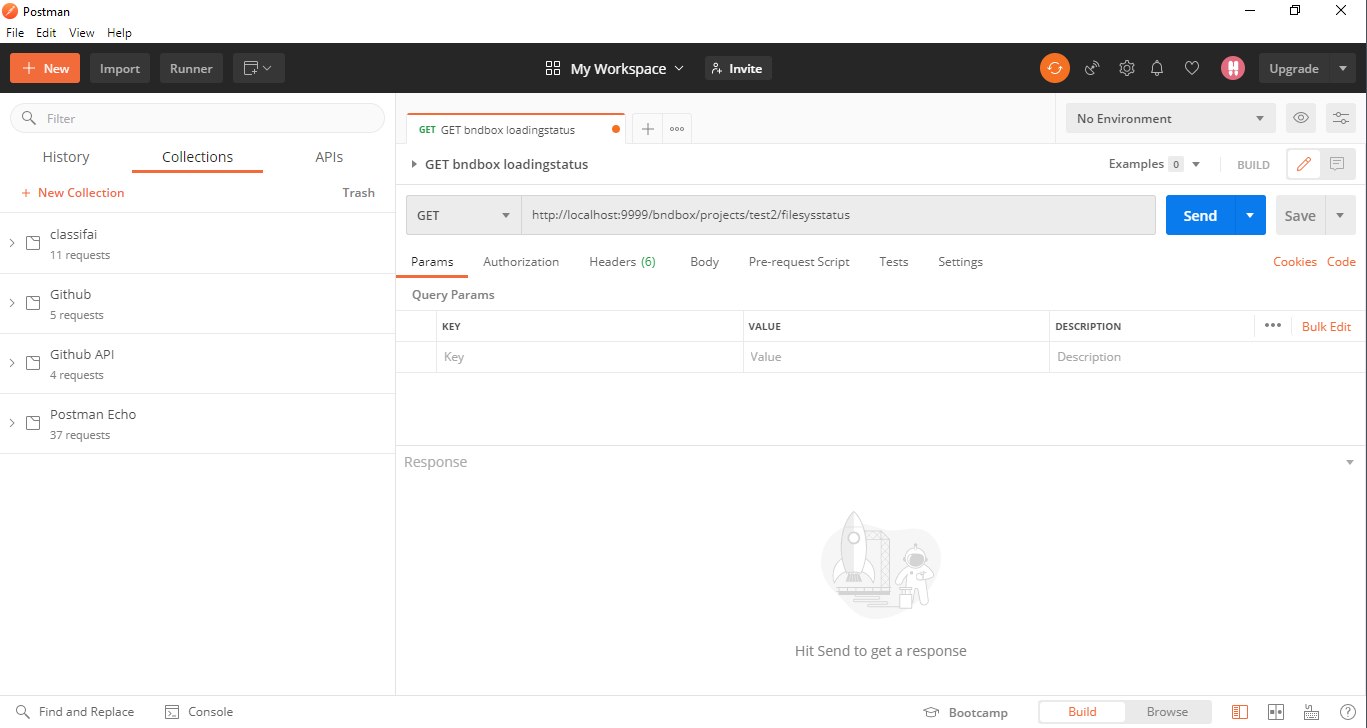 Postman
File Edit View Help
New Import Runner My Workspace Invite Upgrade
Filter
History Collections APIs
+ New Collection Trash
classifai
11 requests
Github
5 requests
Github API
4 requests
Postman Echo
37 requests
GET GET bndbox loadingstatus No Environment
GET bndbox loadingstatus Examples 0 BUILD
GET http://localhost:9999/bndbox/projects/test2/filesysstatus Send Save
Params Authorization Headers (6) Body Pre-request Script Tests Settings Cookies Code
Query Params
KEY VALUE DESCRIPTION Bulk Edit
Key Value Description
Response
Hit Send to get a response
Find and Replace Console Bootcamp Build Browse